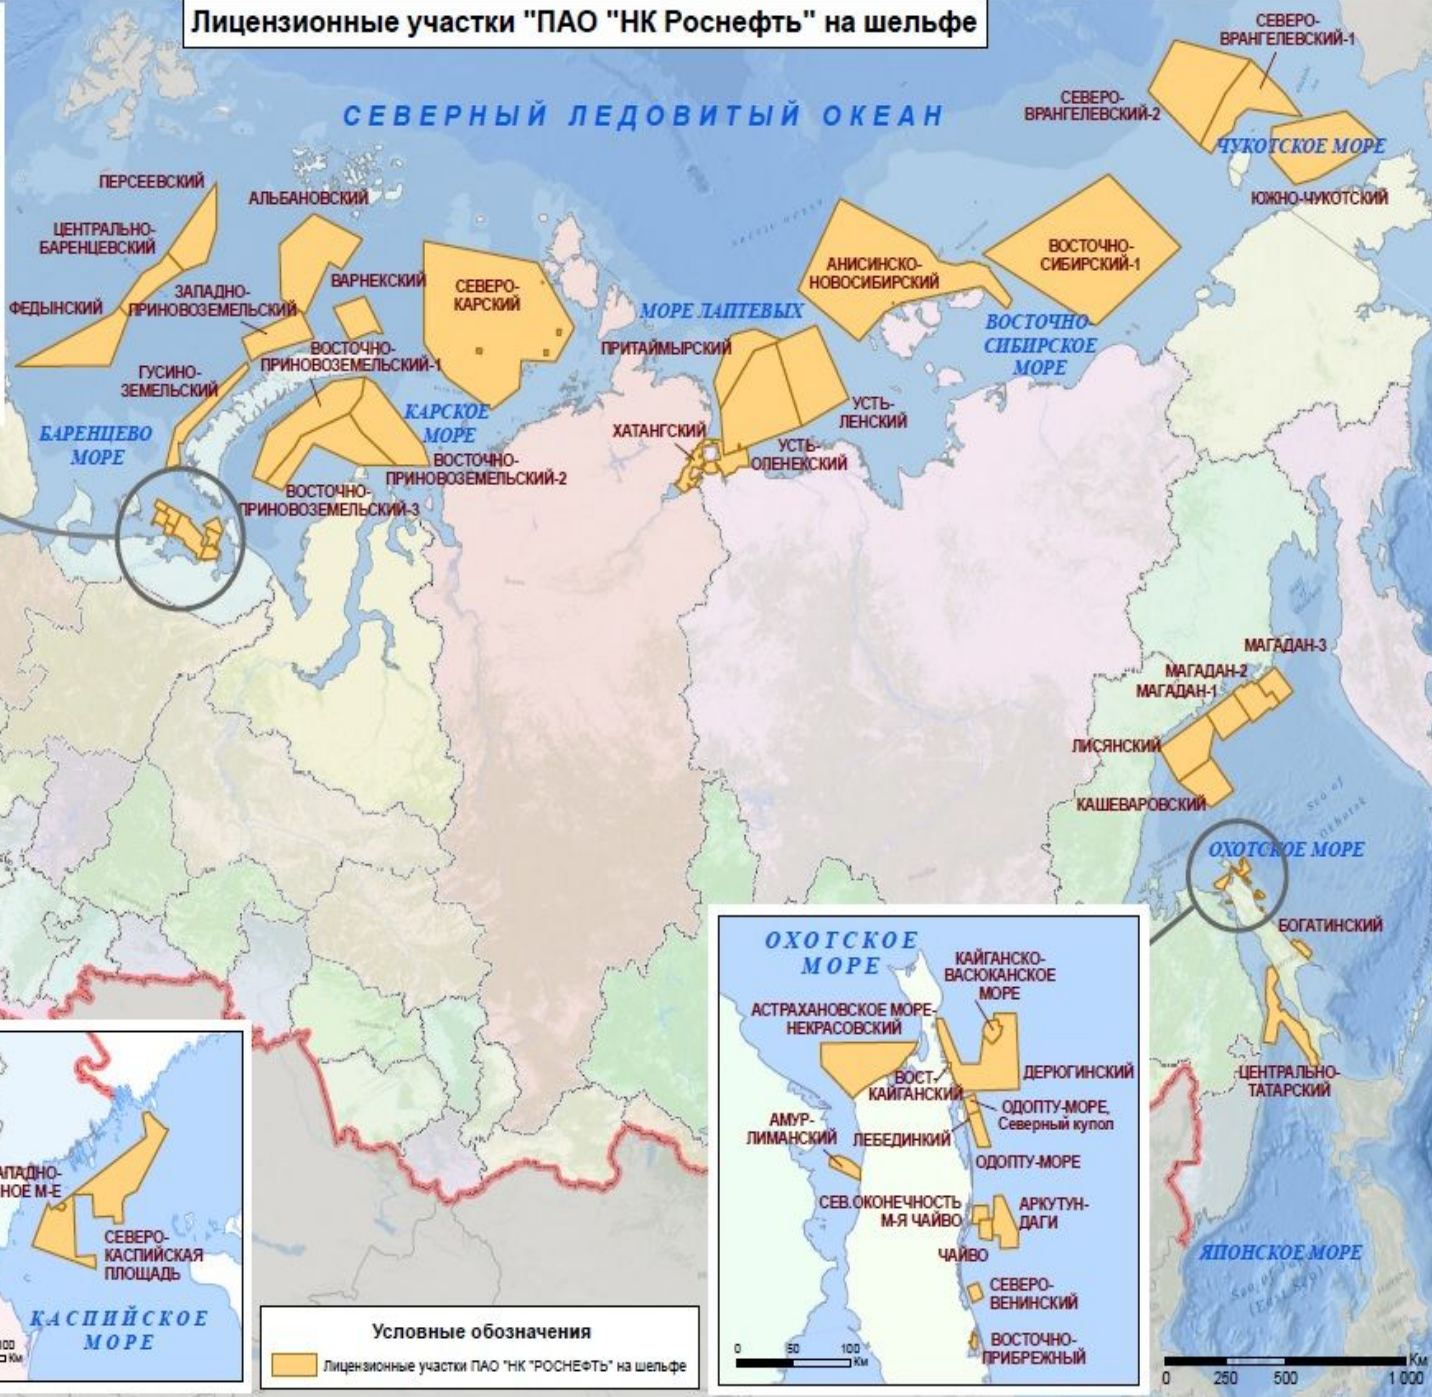 Лицензионные участки "ПАО "НК Роснефть" на шельфе
СЕВЕРО-
ВРАНГЕЛЕВСКИЙ-1
СЕВЕРО-
ВРАНГЕЛЕВСКИЙ-2
СЕВЕРНЫЙ ЛЕДОВИТЫЙ ОКЕАН
ЧУКОТСКОЕ МОРЕ
ЮЖНО-ЧУКОТСКИЙ
ПЕРСЕЕВСКИЙ
АЛЬБАНОВСКИЙ
ЦЕНТРАЛЬНО-
БАРЕНЦЕВСКИЙ
ВАРНЕКСКИЙ
СЕВЕРО-
КАРСКИЙ
АНИСИНСКО-
НОВОСИБИРСКИЙ
ВОСТОЧНО-
СИБИРСКИЙ-1
ФЕДЫНСКИЙ
ЗАПАДНО-
ПРИНОВОЗЕМЕЛЬСКИЙ
МОРЕ ЛАПТЕВЫХ
ВОСТОЧНО-
СИБИРСКОЕ
МОРЕ
ПРИТАЙМЫРСКИЙ
ВОСТОЧНО-
ПРИНОВОЗЕМЕЛЬСКИЙ-1
ГУСИНО-
ЗЕМЕЛЬСКИЙ
КАРСКОЕ
МОРЕ
УСТЬ-
ЛЕНСКИЙ
БАРЕНЦЕВО
МОРЕ
ХАТАНГСКИЙ
УСТЬ-
ОЛЕНЕКСКИЙ
ВОСТОЧНО-
ПРИНОВОЗЕМЕЛЬСКИЙ-2
ВОСТОЧНО-
ПРИНОВОЗЕМЕЛЬСКИЙ-3
МАГАДАН-3
МАГАДАН-2
МАГАДАН-1
ЛИСЯНСКИЙ
КАШЕВАРОВСКИЙ
Sea of
Okhotsk
ОХОТСКОЕ МОРЕ
БОГАТИНСКИЙ
ЦЕНТРАЛЬНО-
ТАТАРСКИЙ
ЯПОНСКОЕ МОРЕ
Км
0 250 500 1 000
ОХОТСКОЕ
МОРЕ
КАЙГАНСКО-
ВАСЮКАНСКОЕ
МОРЕ
АСТРАХАНОВСКОЕ МОРЕ-
НЕКРАСОВСКИЙ
ВОСТ-
КАЙГАНСКИЙ
ДЕРЮГИНСКИЙ
АМУР-
ЛИМАНСКИЙ
ЛЕБЕДИНКИЙ
ОДОПТУ-МОРЕ,
Северный купол
ОДОПТУ-МОРЕ
СЕВ.ОКОНЕЧНОСТЬ
М-Я ЧАЙВО
АРКУТУН-
ДАГИ
ЧАЙВО
СЕВЕРО-
ВЕНИНСКИЙ
ВОСТОЧНО-
ПРИБРЕЖНЫЙ
0 50 100
Км
АПАДНО-
НОЕ М-Е
СЕВЕРО-
КАСПИЙСКАЯ
ПЛОЩАДЬ
КАСПИЙСКОЕ
МОРЕ
Км
Условные обозначения
Лицензионные участки ПАО "НК "РОСНЕФТЬ" на шельфе